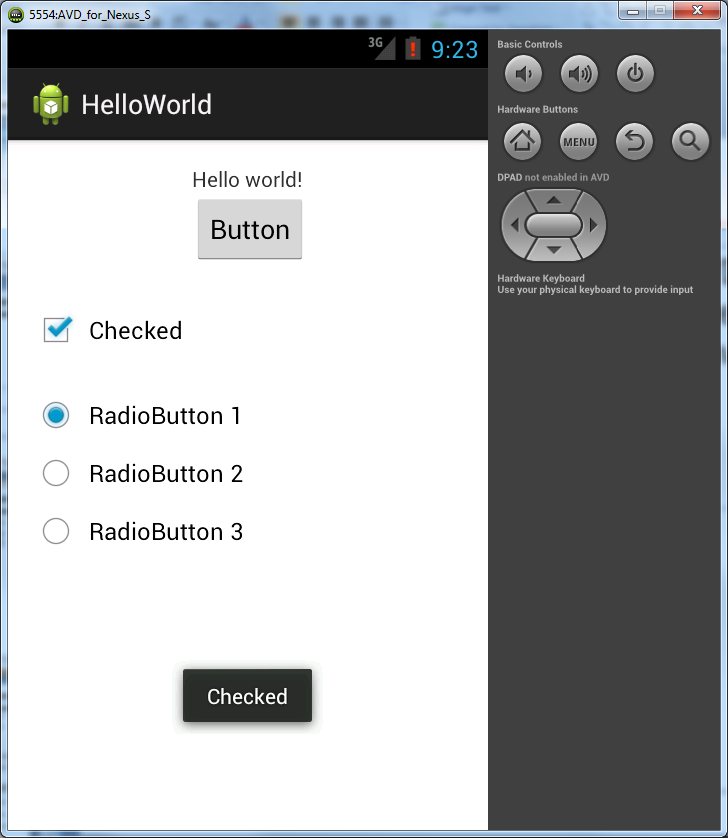 5554:AVD_for_Nexus_S
3G
9:23
HelloWorld
Hello world!
Button
Checked
RadioButton 1
RadioButton 2
RadioButton 3
Checked
Basic Controls
Hardware Buttons
MENU
DPAD not enabled in AVD
Hardware Keyboard
Use your physical keyboard to provide input